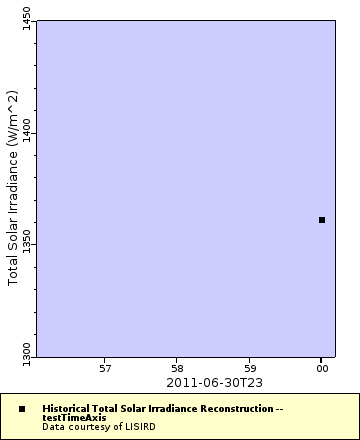 1450
1400
1350
1300
Total Solar Irradiance (W/m^2)
57 58 59 00
2011-06-30T23
Historical Total Solar Irradiance Reconstruction --
testTimeAxis
Data courtesy of LISIRD